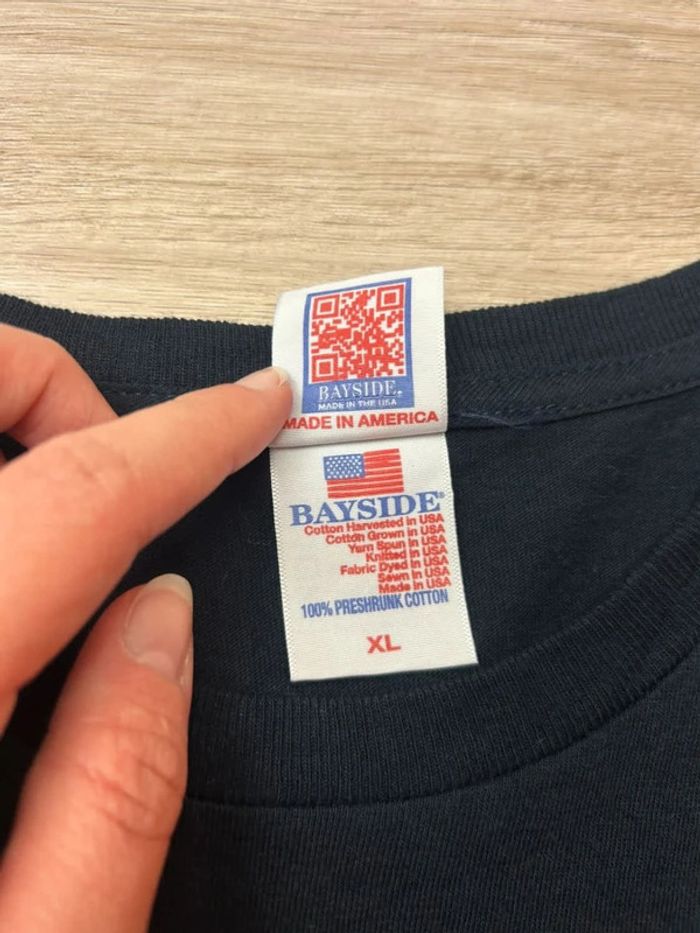 BAYSIDE®
MADE IN THE USA
MADE IN AMERICA
BAYSIDE®
Cotton Harvested in USA
Cotton Grown in USA
Yarn Spun in USA
Knitted in USA
Fabric Dyed in USA
Sewn in USA
Made in USA
100% PRESHRUNK COTTON
XL